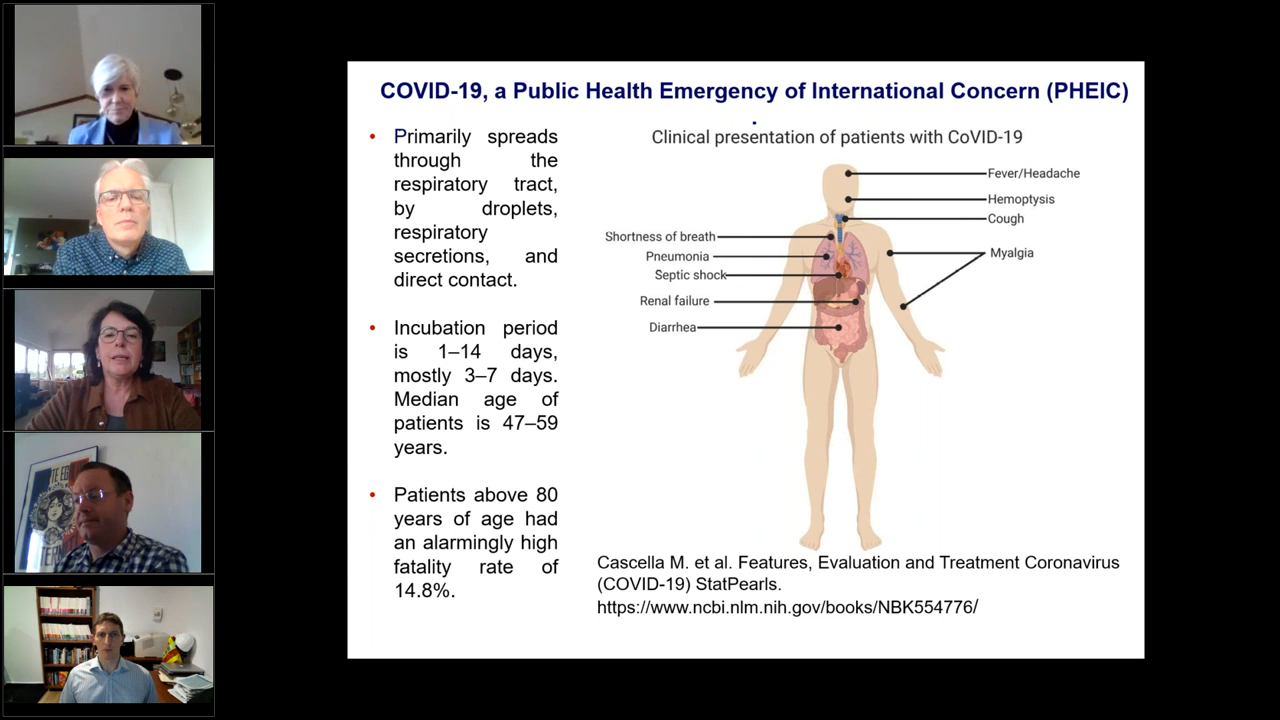 COVID-19, a Public Health Emergency of International Concern (PHEIC)
• Primarily spreads
through the
respiratory tract,
by droplets,
respiratory
secretions, and
direct contact.
• Incubation period
is 1–14 days,
mostly 3–7 days.
Median age of
patients is 47–59
years.
• Patients above 80
years of age had
an alarmingly high
fatality rate of
14.8%.
Clinical presentation of patients with CoVID-19
Fever/Headache
Hemoptysis
Cough
Myalgia
Shortness of breath
Pneumonia
Septic shock
Renal failure
Diarrhea
Cascella M. et al. Features, Evaluation and Treatment Coronavirus
(COVID-19) StatPearls.
https://www.ncbi.nlm.nih.gov/books/NBK554776/